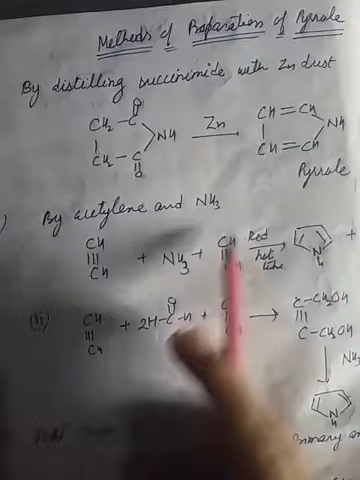 Methods of Preparation of Pyrrole
By distilling succinimide with Zn dust
O
CH2 – C
NH
Zn
CH = CH
NH
CH2 – C
O
CH = CH
Pyrrole
) By acetylene and NH3
CH
CH
+ NH3 +
CH
Red hot tube
N
H
+
(ii)
CH
CH
+ 2H–C–H +
O
C–CH2OH
C–CH2OH
NH3
N
H